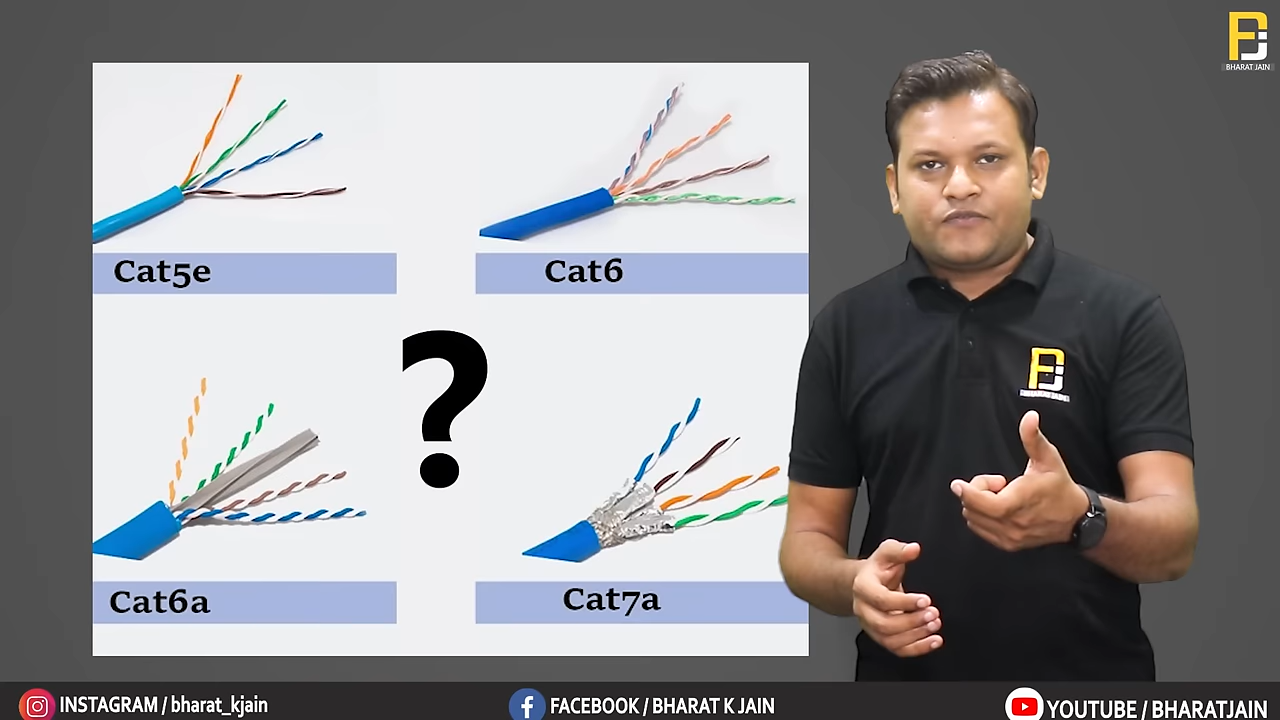 BHARAT JAIN
Cat5e
Cat6
?
Cat6a
Cat7a
INSTAGRAM / bharat_kjain
FACEBOOK / BHARAT K JAIN
YOUTUBE / BHARATJAIN